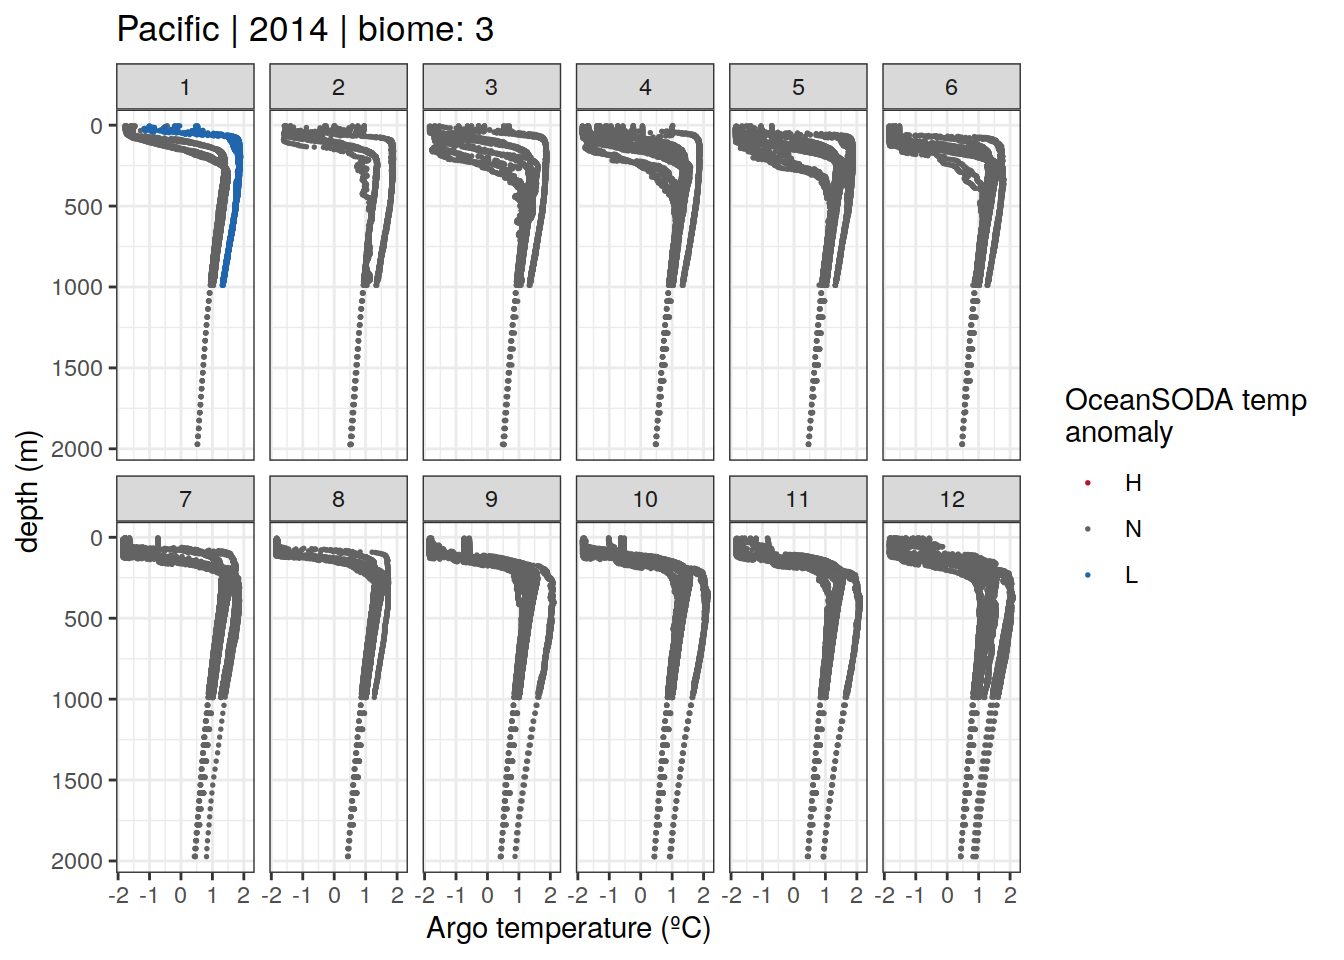 Pacific | 2014 | biome: 3
1 2 3 4 5 6
0
500
1000
1500
2000
7 8 9 10 11 12
0
500
1000
1500
2000
-2 -1 0 1 2 -2 -1 0 1 2 -2 -1 0 1 2 -2 -1 0 1 2 -2 -1 0 1 2 -2 -1 0 1 2
Argo temperature (ºC)
depth (m)
OceanSODA temp
anomaly
H
N
L